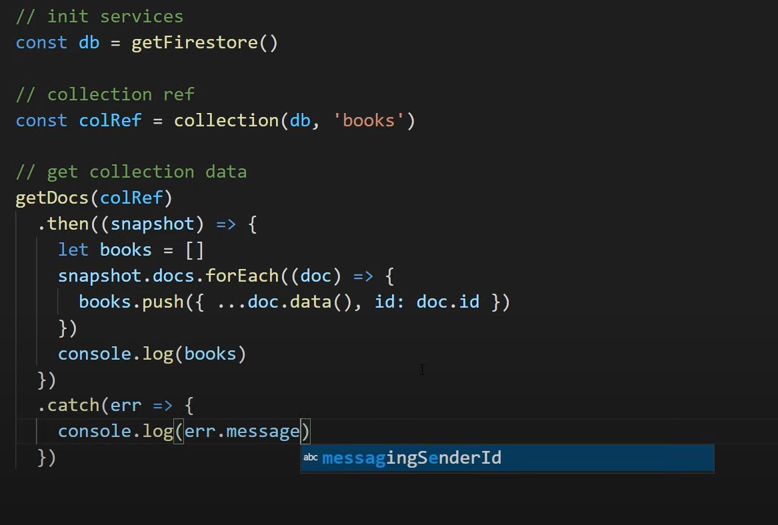 // init services
const db = getFirestore()
// collection ref
const colRef = collection(db, 'books')
// get collection data
getDocs(colRef)
  .then((snapshot) => {
    let books = []
    snapshot.docs.forEach((doc) => {
      books.push({ ...doc.data(), id: doc.id })
    })
    console.log(books)
  })
  .catch(err => {
    console.log(err.message)
abc messagingSenderId
  })